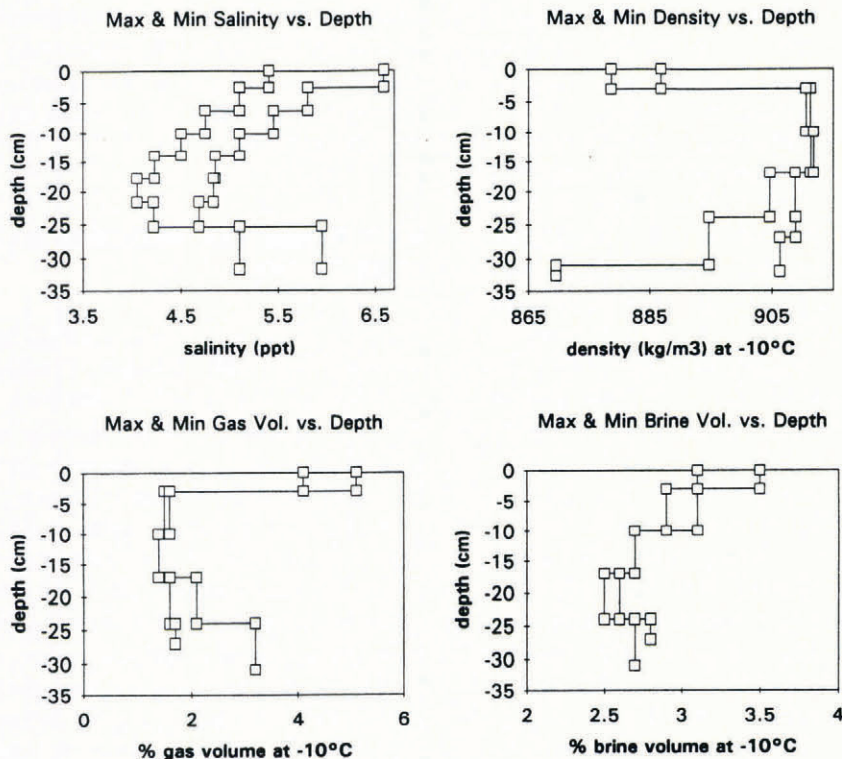 Max & Min Salinity vs. Depth
0
-5
-10
-15
-20
-25
-30
-35
depth (cm)
3.5 4.5 5.5 6.5
salinity (ppt)
Max & Min Density vs. Depth
0
-5
-10
-15
-20
-25
-30
-35
depth (cm)
865 885 905
density (kg/m3) at -10°C
Max & Min Gas Vol. vs. Depth
0
-5
-10
-15
-20
-25
-30
-35
depth (cm)
0 2 4 6
% gas volume at -10°C
Max & Min Brine Vol. vs. Depth
0
-5
-10
-15
-20
-25
-30
-35
depth (cm)
2 2.5 3 3.5 4
% brine volume at -10°C